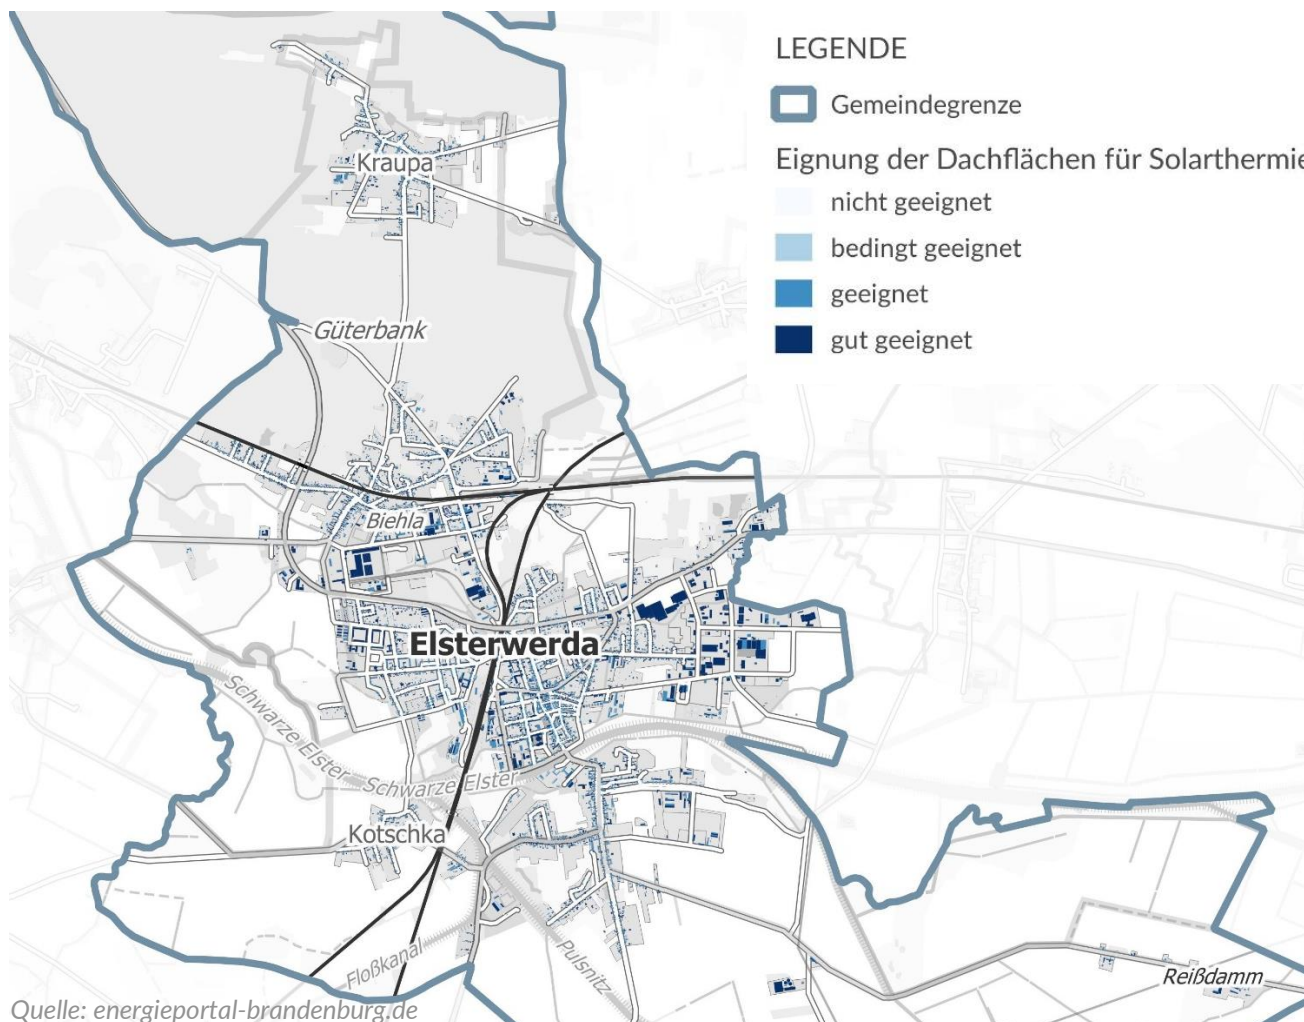 LEGENDE
Gemeindegrenze
Eignung der Dachflächen für Solarthermie
nicht geeignet
bedingt geeignet
geeignet
gut geeignet
Kraupa
Güterbank
Biehla
Elsterwerda
Schwarze Elster
Schwarze Elster
Kotschka
Floßkanal
Pulsnitz
Reißdamm
Quelle: energieportal-brandenburg.de